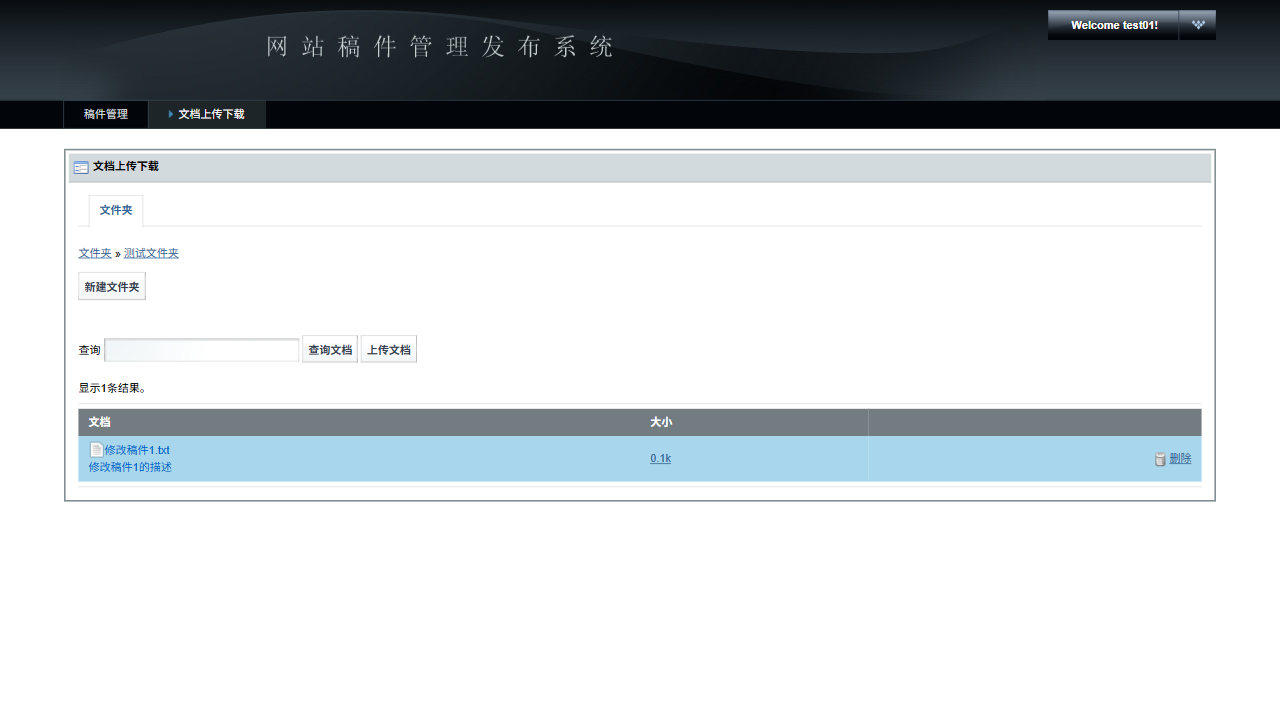 网站稿件管理发布系统
Welcome test01!
稿件管理 文档上传下载
文档上传下载
文件夹
文件夹 » 测试文件夹
新建文件夹
查询 查询文档 上传文档
显示1条结果。
文档 大小
修改稿件1.txt
修改稿件1的描述 0.1k 删除